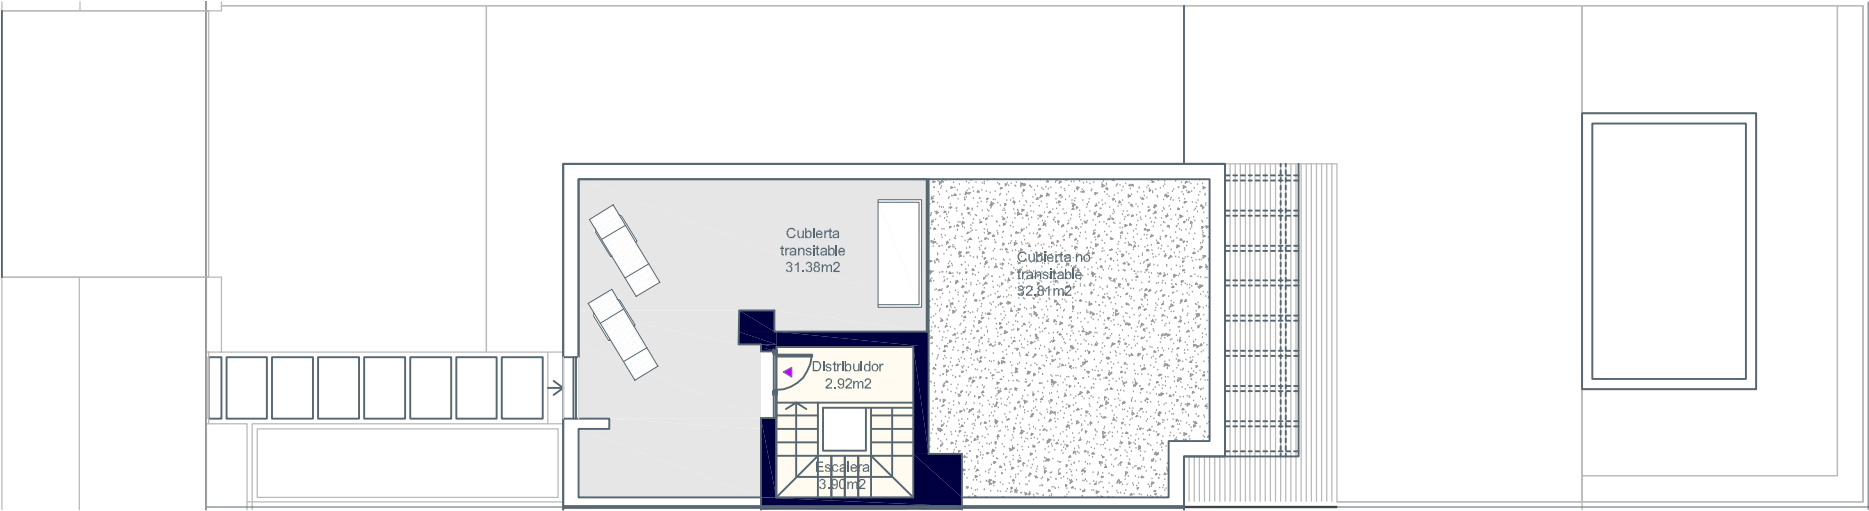 Cubierta
transitable
31.38m2
Cubierta no
transitable
32.81m2
Distribuidor
2.92m2
Escalera
3.90m2